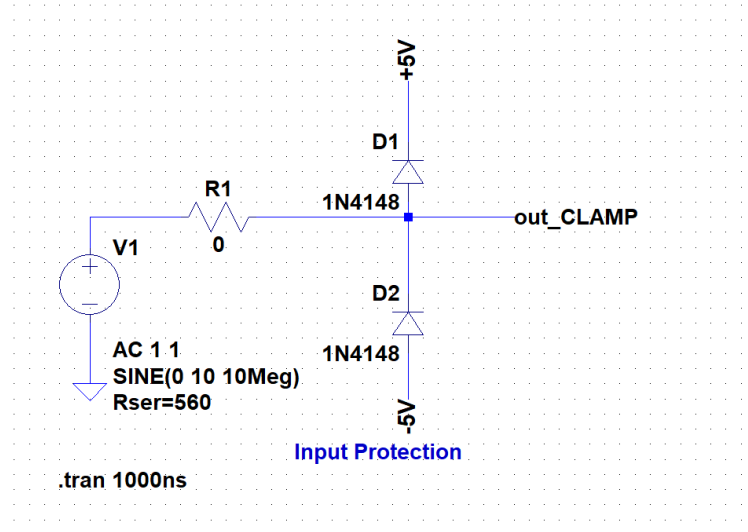 +5V
D1
1N4148
R1
0
out_CLAMP
V1
D2
1N4148
AC 1 1
SINE(0 10 10Meg)
Rser=560
-5V
Input Protection
.tran 1000ns